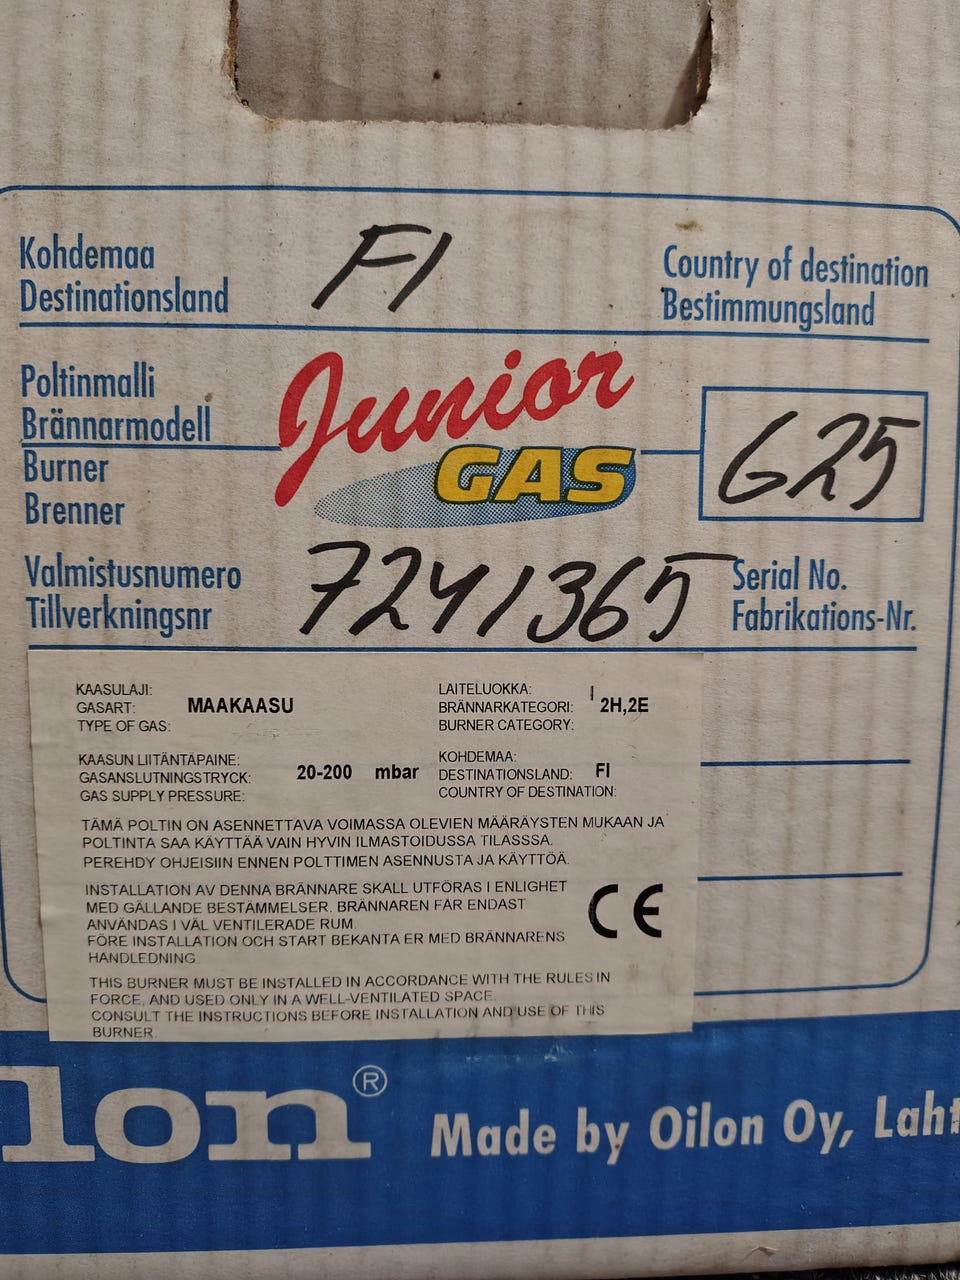 Kohdemaa
Destinationsland
FI
Country of destination
Bestimmungsland
Poltinmalli
Brännarmodell
Burner
Brenner
Junior
GAS
G25
Valmistusnumero
Tillverkningsnr
7241365
Serial No.
Fabrikations-Nr.
KAASULAJI:
GASART:
TYPE OF GAS:
MAAKAASU
LAITELUOKKA:
BRÄNNARKATEGORI:
BURNER CATEGORY:
I 2H,2E
KAASUN LIITÄNTÄPAINE:
GASANSLUTNINGSTRYCK:
GAS SUPPLY PRESSURE:
20-200 mbar
KOHDEMAA:
DESTINATIONSLAND:
COUNTRY OF DESTINATION:
FI
TÄMÄ POLTIN ON ASENNETTAVA VOIMASSA OLEVIEN MÄÄRÄYSTEN MUKAAN JA
POLTINTA SAA KÄYTTÄÄ VAIN HYVIN ILMASTOIDUSSA TILASSSA.
PEREHDY OHJEISIIN ENNEN POLTTIMEN ASENNUSTA JA KÄYTTÖÄ.
INSTALLATION AV DENNA BRÄNNARE SKALL UTFÖRAS I ENLIGHET
MED GÄLLANDE BESTÄMMELSER. BRÄNNAREN FÄR ENDAST
ANVÄNDAS I VÄL VENTILERADE RUM.
FÖRE INSTALLATION OCH START BEKANTA ER MED BRÄNNARENS
HANDLEDNING.
CE
THIS BURNER MUST BE INSTALLED IN ACCORDANCE WITH THE RULES IN
FORCE, AND USED ONLY IN A WELL-VENTILATED SPACE.
CONSULT THE INSTRUCTIONS BEFORE INSTALLATION AND USE OF THIS
BURNER.
lon®
Made by Oilon Oy, Laht